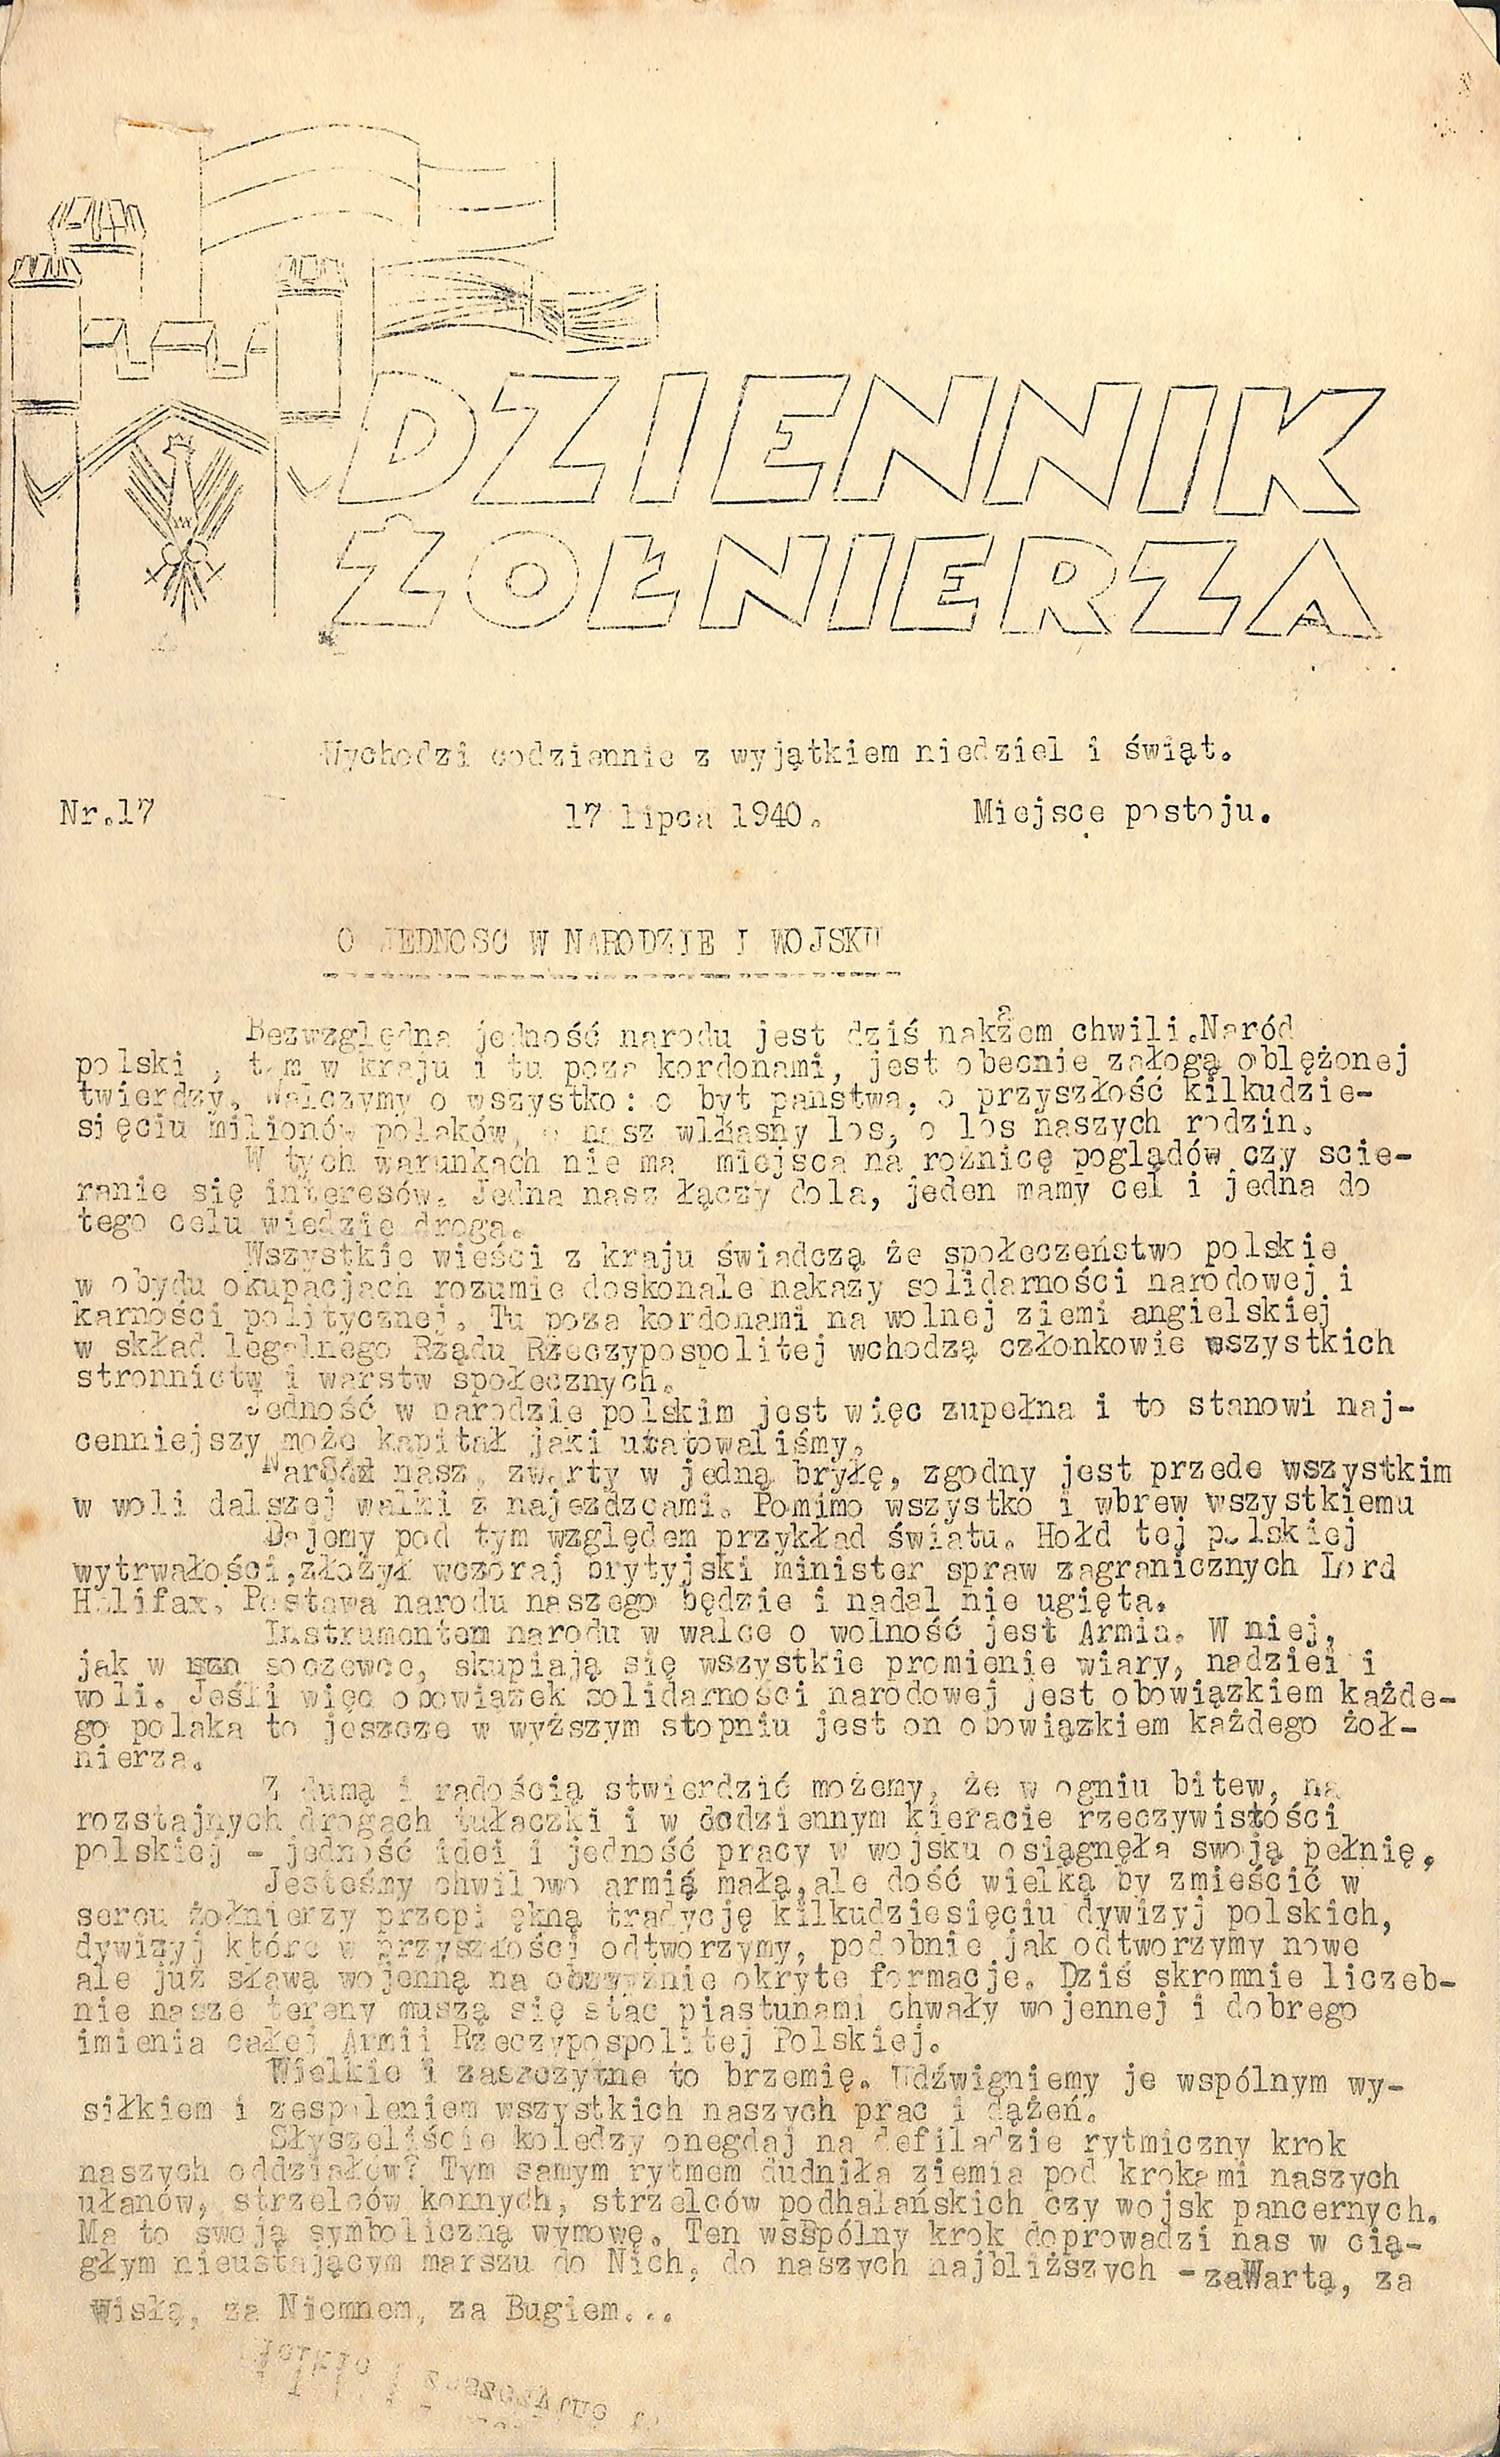 DZIENNIK
ŻOŁNIERZA
Wychodzi codziennie z wyjątkiem niedziel i świąt.
Nr.17 17 lipca 1940. Miejsce postoju.
O JEDNOSC W NARODZIE I WOJSKU
Bezwzględna jedność narodu jest dziś nakazem chwili.Naród
polski , tam w kraju i tu poza kordonami, jest obecnie załogą oblężonej
twierdzy. Walczymy o wszystko: o byt państwa, o przyszłość kilkudzie-
sięciu milionów polaków, o nasz własny los, o los naszych rodzin.
W tych warunkach nie ma miejsca na rożnicę poglądów czy scie-
ranie się interesów. Jedna nasz łączy dola, jeden mamy cel i jedna do
tego celu wiedzie droga.
Wszystkie wieści z kraju świadczą że społeczeństwo polskie
w obydu okupacjach rozumie doskonale nakazy solidarności narodowej i
karności politycznej. Tu poza kordonami na wolnej ziemi angielskiej
w skład legalnego Rządu Rzeczypospolitej wchodzą członkowie wszystkich
stronnictw i warstw społecznych.
Jedność w narodzie polskim jest więc zupełna i to stanowi naj-
cenniejszy może kapitał jaki uratowaliśmy.
Naród nasz, zwarty w jedną bryłę, zgodny jest przede wszystkim
w woli dalszej walki z najezdzcami. Pomimo wszystko i wbrew wszystkiemu
Dajemy pod tym względem przykład światu. Hołd tej polskiej
wytrwałości,złożył wczoraj brytyjski minister spraw zagranicznych Lord
Halifax. Postawa narodu naszego będzie i nadal nie ugięta.
Instrumentem narodu w walce o wolność jest Armia. W niej,
jak w soczewce, skupiają się wszystkie promienie wiary, nadziei i
woli. Jeśli więc obowiązek solidarności narodowej jest obowiązkiem każde-
go polaka to jeszcze w wyższym stopniu jest on obowiązkiem każdego żoł-
nierza.
Z dumą i radością stwierdzić możemy, że w ogniu bitew, na
rozstajnych drogach tułaczki i w codziennym kieracie rzeczywistości
polskiej - jedność idei i jedność pracy w wojsku osiągnęła swoją pełnię.
Jesteśmy chwilowo armią małą,ale dość wielką by zmieścić w
sercu żołnierzy przepiękną tradycję kilkudziesięciu dywizyj polskich,
dywizyj które w przyszłości odtworzymy, podobnie jak odtworzymy nowe
ale już sławą wojenną na obczyźnie okryte formacje. Dziś skromnie liczeb-
nie nasze tereny muszą się stac piastunami chwały wojennej i dobrego
imienia całej Armii Rzeczypospolitej Polskiej.
Wielkie i zaszczytne to brzemię. Udźwigniemy je wspólnym wy-
siłkiem i zespoleniem wszystkich naszych prac i dążeń.
Słyszeliście koledzy onegdaj na defiladzie rytmiczny krok
naszych oddziałów? Tym samym rytmem dudniła ziemia pod krokami naszych
ułanów, strzelców konnych, strzelców podhalańskich czy wojsk pancernych.
Ma to swoją symboliczną wymowę. Ten wspólny krok doprowadzi nas w cią-
głym nieustającym marszu do Nich, do naszych najbliższych - za Wartą, za
Wisłą, za Niemnem, za Bugiem...